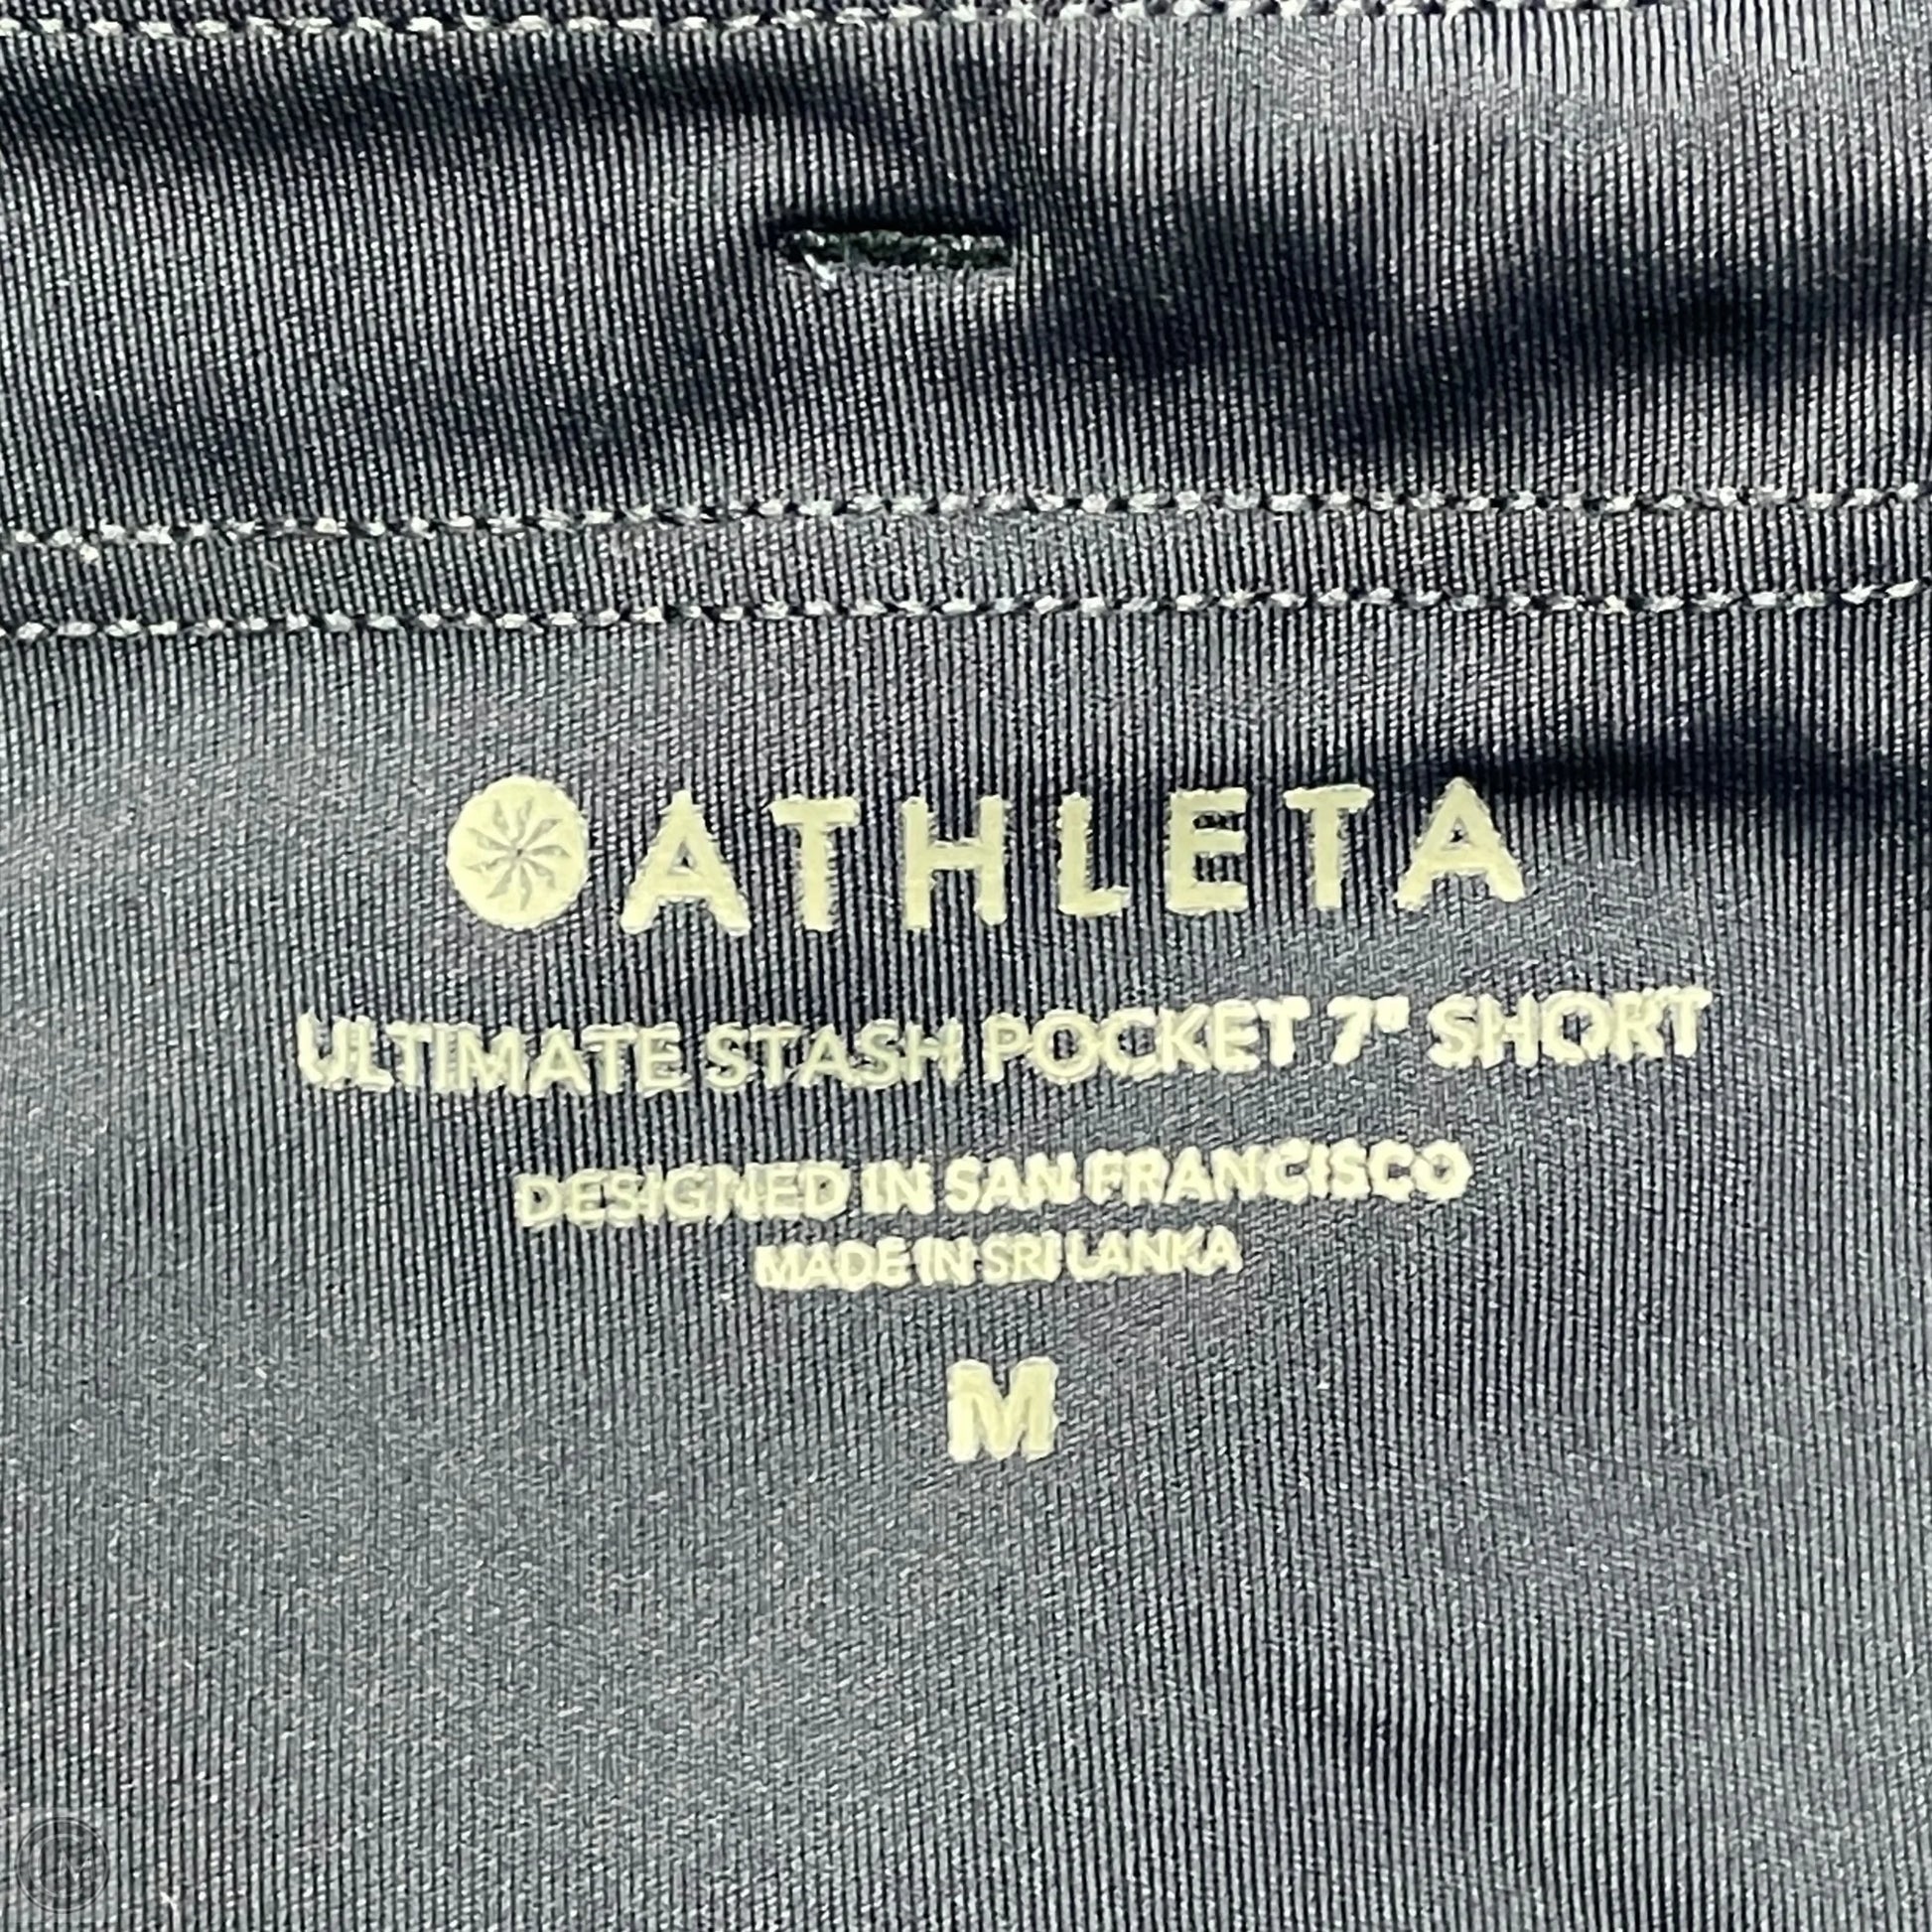 ATHLETA
ULTIMATE STASH POCKET 7" SHORT
DESIGNED IN SAN FRANCISCO
MADE IN SRI LANKA
M